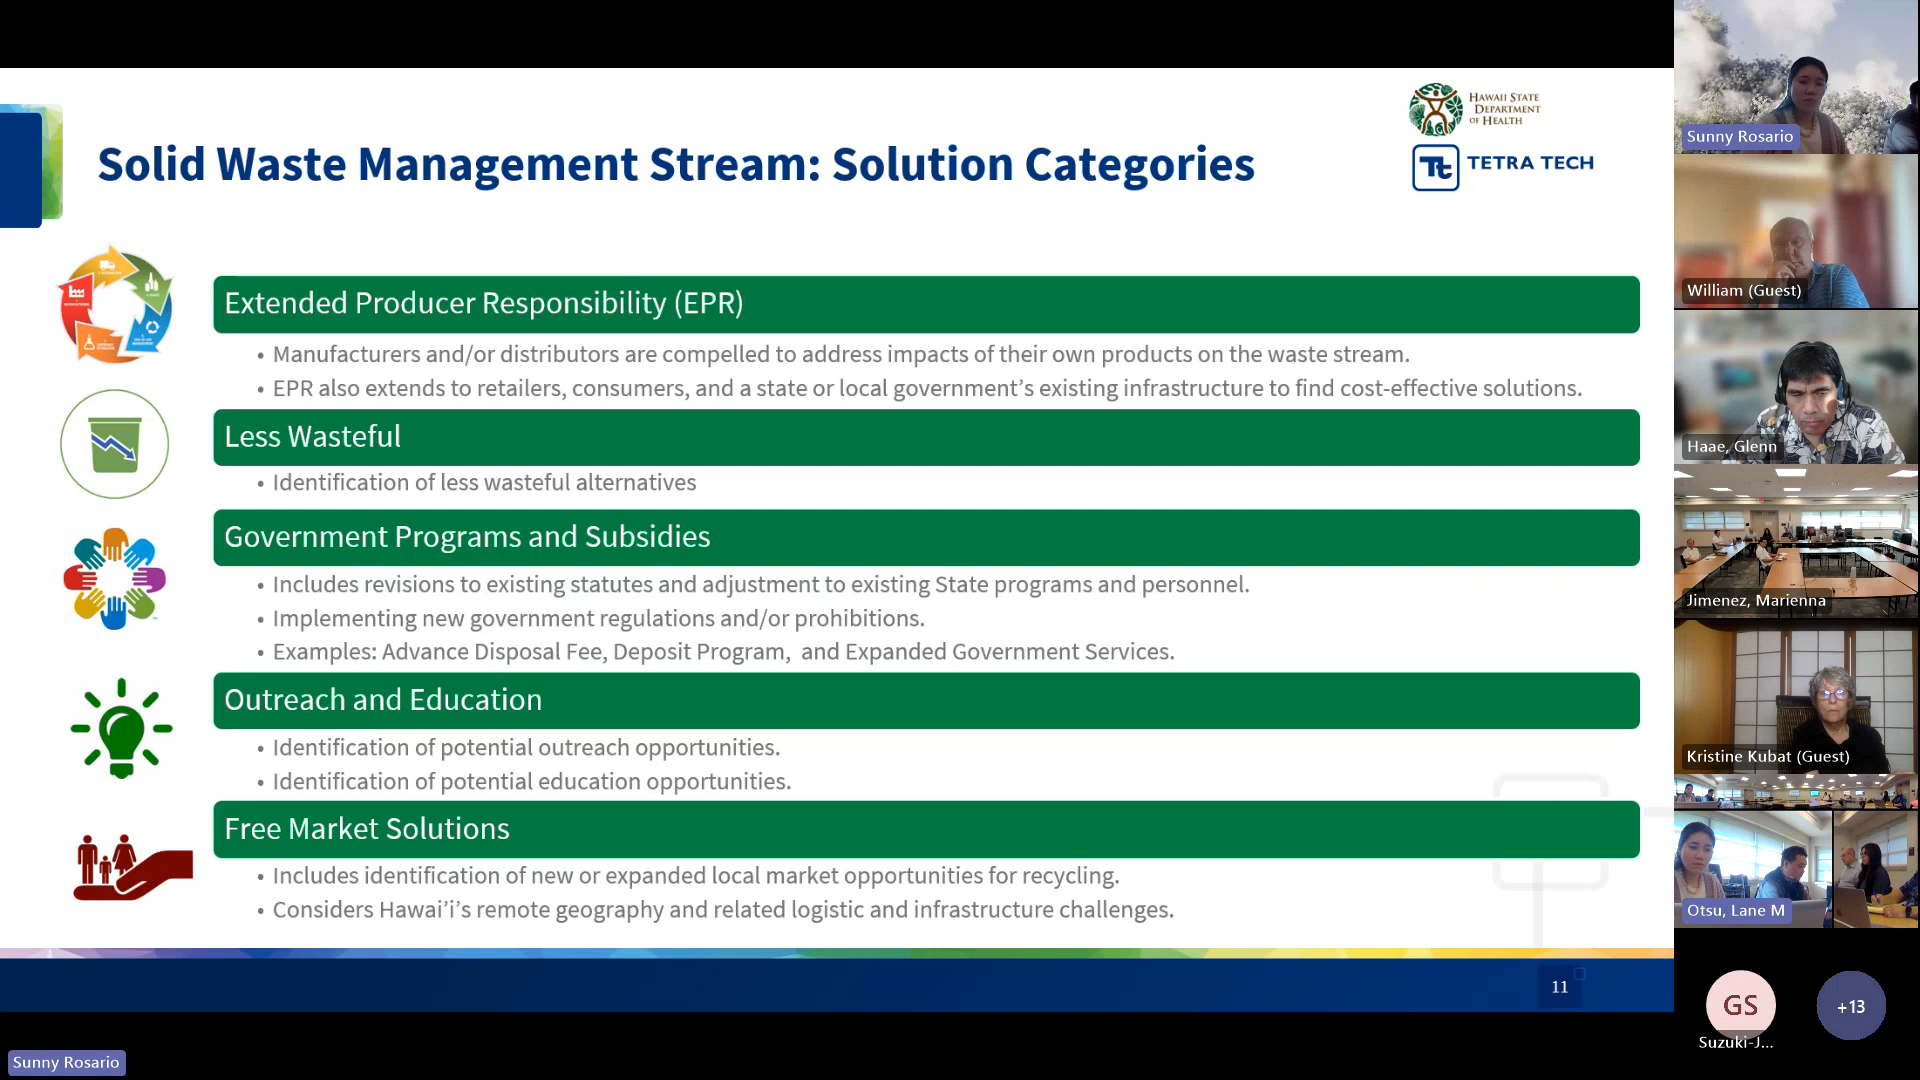 HAWAII STATE
DEPARTMENT
OF HEALTH
Tt TETRA TECH
Solid Waste Management Stream: Solution Categories
Extended Producer Responsibility (EPR)
• Manufacturers and/or distributors are compelled to address impacts of their own products on the waste stream.
• EPR also extends to retailers, consumers, and a state or local government’s existing infrastructure to find cost-effective solutions.
Less Wasteful
• Identification of less wasteful alternatives
Government Programs and Subsidies
• Includes revisions to existing statutes and adjustment to existing State programs and personnel.
• Implementing new government regulations and/or prohibitions.
• Examples: Advance Disposal Fee, Deposit Program,  and Expanded Government Services.
Outreach and Education
• Identification of potential outreach opportunities.
• Identification of potential education opportunities.
Free Market Solutions
• Includes identification of new or expanded local market opportunities for recycling.
• Considers Hawai’i’s remote geography and related logistic and infrastructure challenges.
11
Sunny Rosario
Sunny Rosario
William (Guest)
Haae, Glenn
Jimenez, Marienna
Kristine Kubat (Guest)
Otsu, Lane M
GS
Suzuki-J...
+13